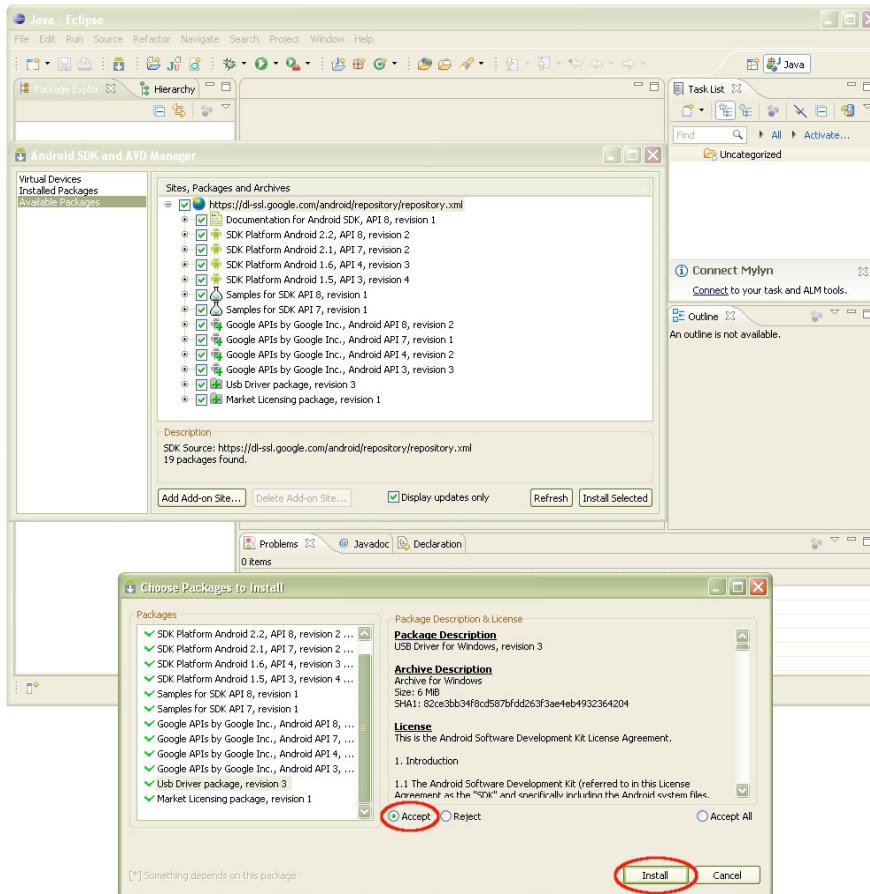 Java - Eclipse
File Edit Run Source Refactor Navigate Search Project Window Help
Java
Package Explor
Hierarchy
Task List
Find
All
Activate...
Uncategorized
Android SDK and AVD Manager
Virtual Devices
Installed Packages
Available Packages
Sites, Packages and Archives
https://dl-ssl.google.com/android/repository/repository.xml
Documentation for Android SDK, API 8, revision 1
SDK Platform Android 2.2, API 8, revision 2
SDK Platform Android 2.1, API 7, revision 2
SDK Platform Android 1.6, API 4, revision 3
SDK Platform Android 1.5, API 3, revision 4
Samples for SDK API 8, revision 1
Samples for SDK API 7, revision 1
Google APIs by Google Inc., Android API 8, revision 2
Google APIs by Google Inc., Android API 7, revision 1
Google APIs by Google Inc., Android API 4, revision 2
Google APIs by Google Inc., Android API 3, revision 3
Usb Driver package, revision 3
Market Licensing package, revision 1
Description
SDK Source: https://dl-ssl.google.com/android/repository/repository.xml
19 packages found.
Add Add-on Site...
Delete Add-on Site...
Display updates only
Refresh
Install Selected
Connect Mylyn
Connect to your task and ALM tools.
Outline
An outline is not available.
Problems
@ Javadoc
Declaration
0 items
Choose Packages to Install
Packages
SDK Platform Android 2.2, API 8, revision 2 ...
SDK Platform Android 2.1, API 7, revision 2 ...
SDK Platform Android 1.6, API 4, revision 3 ...
SDK Platform Android 1.5, API 3, revision 4 ...
Samples for SDK API 8, revision 1
Samples for SDK API 7, revision 1
Google APIs by Google Inc., Android API 8, ...
Google APIs by Google Inc., Android API 7, ...
Google APIs by Google Inc., Android API 4, ...
Google APIs by Google Inc., Android API 3, ...
Usb Driver package, revision 3
Market Licensing package, revision 1
Package Description & License
Package Description
USB Driver for Windows, revision 3
Archive Description
Archive for Windows
Size: 6 MiB
SHA1: 82ce3bb34f8cd587bfdd263f3ae4eb4932364204
License
This is the Android Software Development Kit License Agreement.
1. Introduction
1.1 The Android Software Development Kit (referred to in this License
Agreement as the "SDK" and specifically including the Android system files,
Accept
Reject
Accept All
[*] Something depends on this package
Install
Cancel